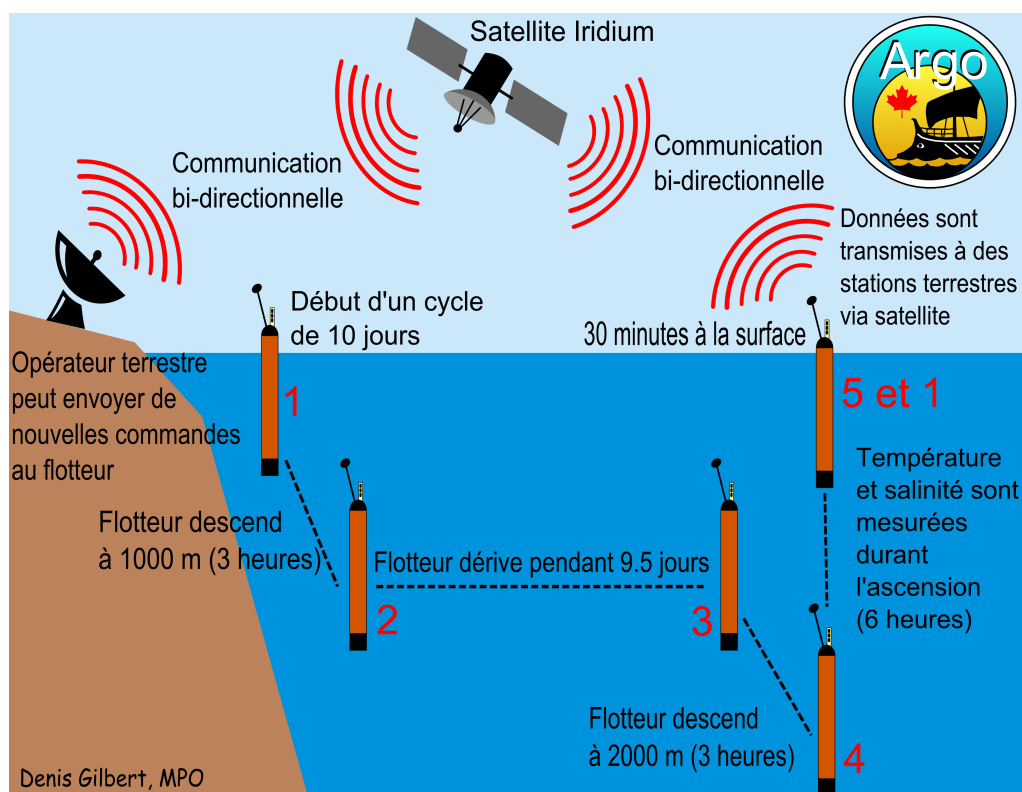 Satellite Iridium
Argo
Communication
bi-directionnelle
Communication
bi-directionnelle
Données sont
transmises à des
stations terrestres
via satellite
Début d'un cycle
de 10 jours
30 minutes à la surface
Opérateur terrestre
peut envoyer de
nouvelles commandes
au flotteur
1
5 et 1
Température
et salinité sont
mesurées
durant
l'ascension
(6 heures)
Flotteur descend
à 1000 m (3 heures)
Flotteur dérive pendant 9.5 jours
2
3
Flotteur descend
à 2000 m (3 heures)
4
Denis Gilbert, MPO